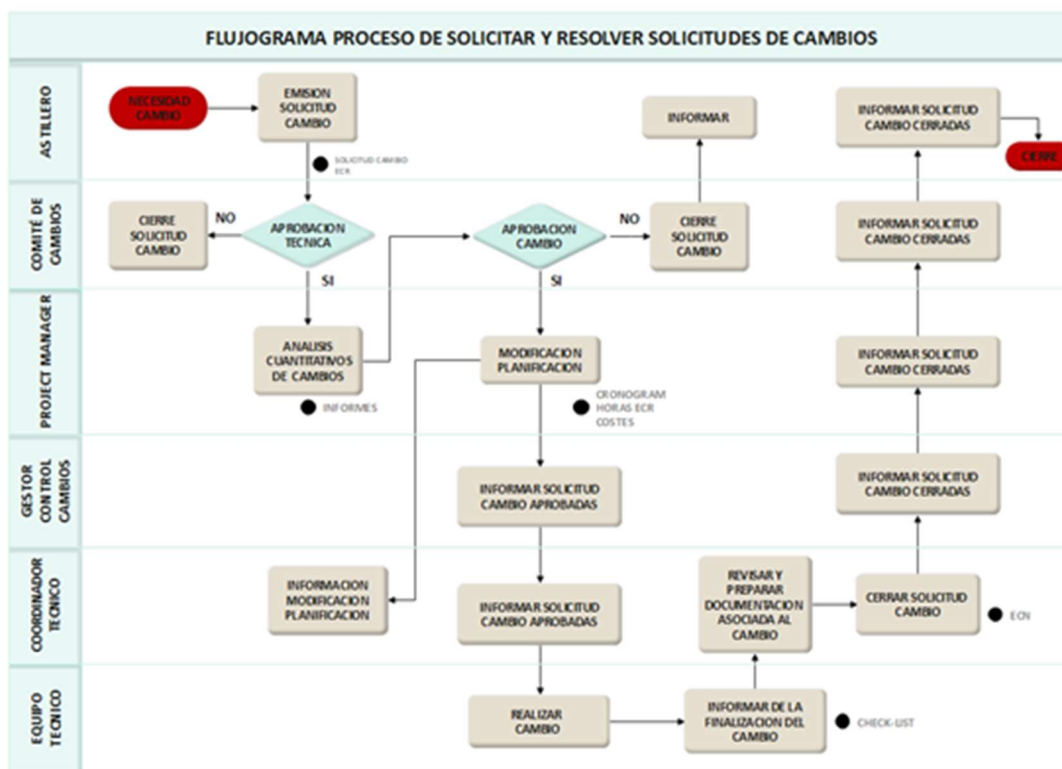 FLUJOGRAMA PROCESO DE SOLICITAR Y RESOLVER SOLICITUDES DE CAMBIOS
ASTILLERO
NECESIDAD
CAMBIO
EMISION
SOLICITUD
CAMBIO
SOLICITUD CAMBIO
ECR
INFORMAR
INFORMAR SOLICITUD
CAMBIO CERRADAS
CIERRE
COMITÉ DE
CAMBIOS
CIERRE
SOLICITUD
CAMBIO
NO
APROBACION
TECNICA
SI
APROBACION
CAMBIO
SI
NO
CIERRE
SOLICITUD
CAMBIO
INFORMAR SOLICITUD
CAMBIO CERRADAS
PROJECT MANAGER
ANALISIS
CUANTITATIVOS
DE CAMBIOS
INFORMES
MODIFICACION
PLANIFICACION
CRONOGRAM
HORAS ECR
COSTES
INFORMAR SOLICITUD
CAMBIO CERRADAS
GESTOR
CONTROL
CAMBIOS
INFORMAR SOLICITUD
CAMBIO APROBADAS
INFORMAR SOLICITUD
CAMBIO CERRADAS
COORDINADOR
TECNICO
INFORMACION
MODIFICACION
PLANIFICACION
INFORMAR SOLICITUD
CAMBIO APROBADAS
REVISAR Y
PREPARAR
DOCUMENTACION
ASOCIADA AL
CAMBIO
CERRAR SOLICITUD
CAMBIO
ECN
EQUIPO
TECNICO
REALIZAR
CAMBIO
INFORMAR DE LA
FINALIZACION DEL
CAMBIO
CHECK-LIST